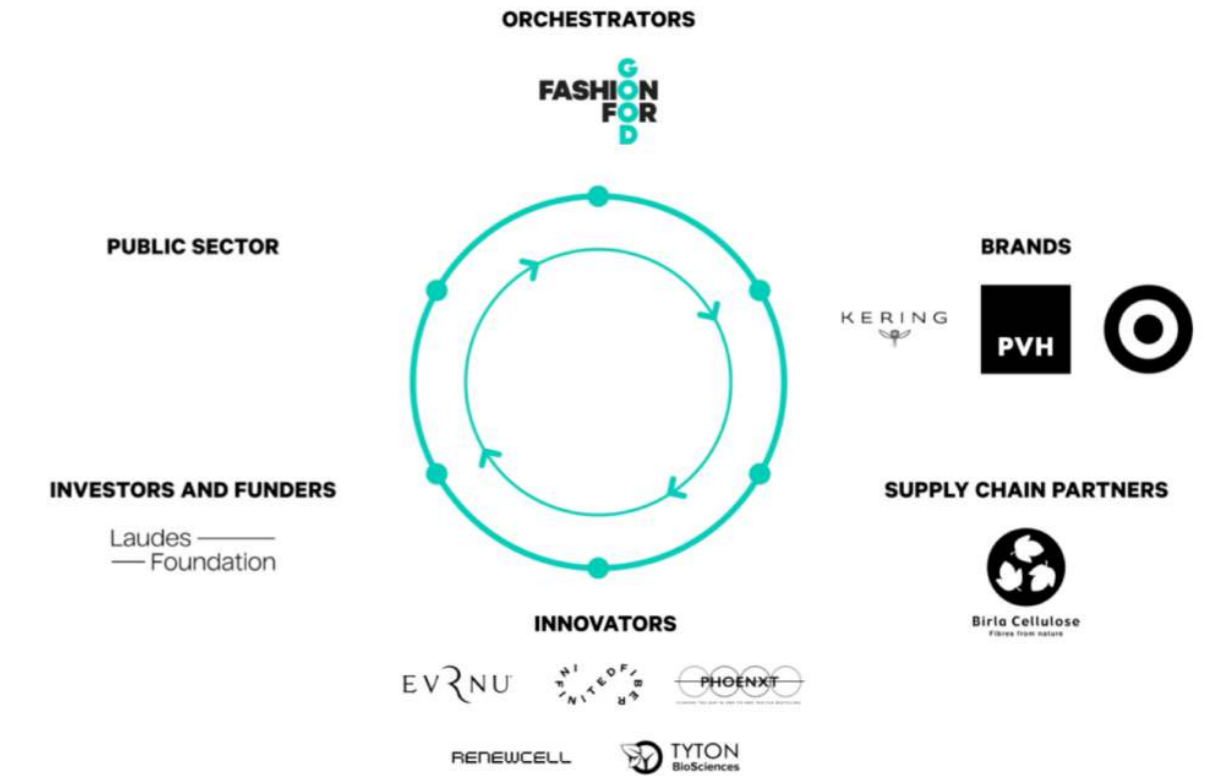 ORCHESTRATORS
FASHION
FOR
GOOD
PUBLIC SECTOR
BRANDS
KERING
PVH
INVESTORS AND FUNDERS
Laudes
Foundation
SUPPLY CHAIN PARTNERS
Birla Cellulose
Fibres from nature
INNOVATORS
EVRNU
INFINITED FIBER
PHOENXT
RENEWCELL
TYTON
BioSciences